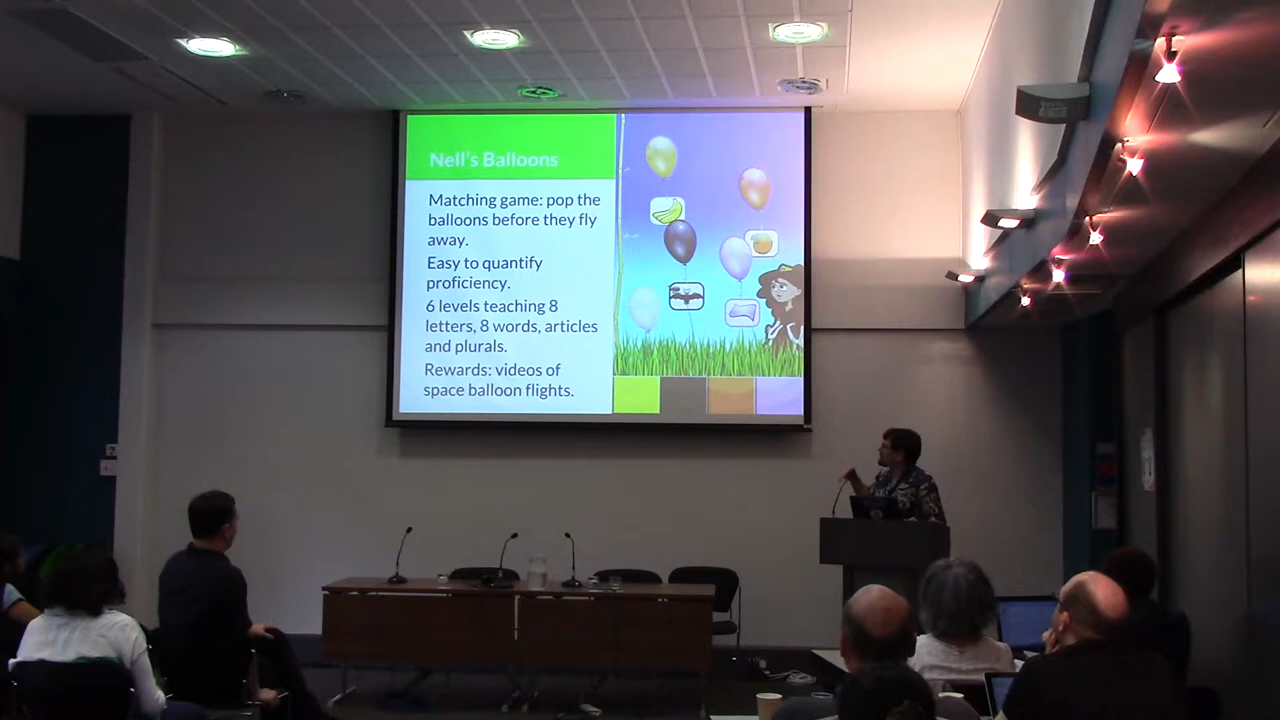 Nell's Balloons
Matching game: pop the
balloons before they fly
away.
Easy to quantify
proficiency.
6 levels teaching 8
letters, 8 words, articles
and plurals.
Rewards: videos of
space balloon flights.